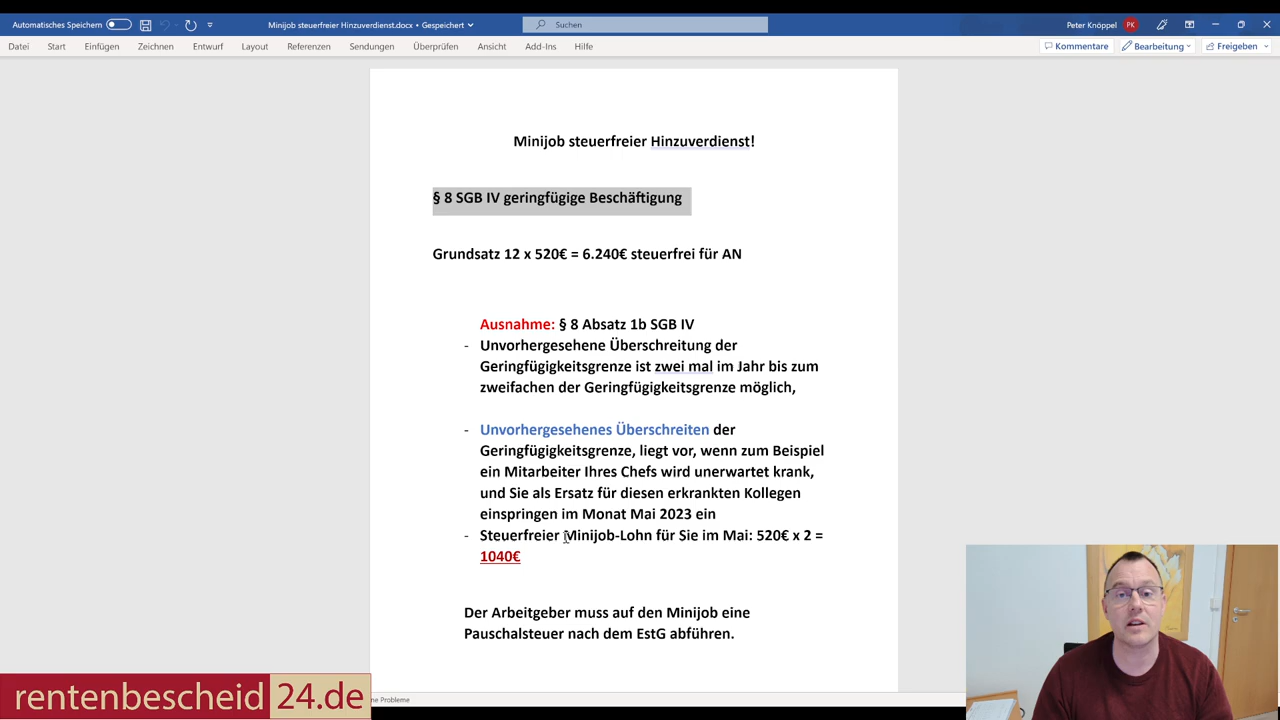 Automatisches Speichern
Minijob steuerfreier Hinzuverdienst.docx • Gespeichert
Suchen
Peter Knöppel
PK
Datei Start Einfügen Zeichnen Entwurf Layout Referenzen Sendungen Überprüfen Ansicht Add-Ins Hilfe
Kommentare Bearbeitung Freigeben
Minijob steuerfreier Hinzuverdienst!
§ 8 SGB IV geringfügige Beschäftigung
Grundsatz 12 x 520€ = 6.240€ steuerfrei für AN
Ausnahme: § 8 Absatz 1b SGB IV
- Unvorhergesehene Überschreitung der
Geringfügigkeitsgrenze ist zwei mal im Jahr bis zum
zweifachen der Geringfügigkeitsgrenze möglich,
- Unvorhergesehenes Überschreiten der
Geringfügigkeitsgrenze, liegt vor, wenn zum Beispiel
ein Mitarbeiter Ihres Chefs wird unerwartet krank,
und Sie als Ersatz für diesen erkrankten Kollegen
einspringen im Monat Mai 2023 ein
- Steuerfreier Minijob-Lohn für Sie im Mai: 520€ x 2 =
1040€
Der Arbeitgeber muss auf den Minijob eine
Pauschalsteuer nach dem EstG abführen.
rentenbescheid24.de
ne Probleme